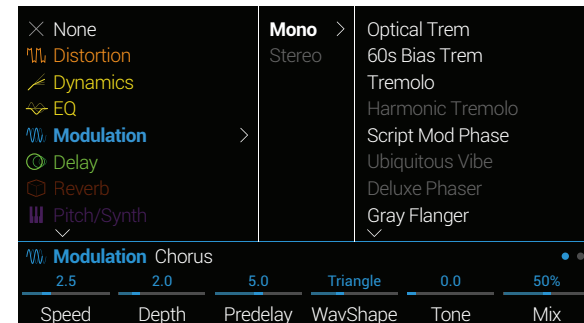 None
Distortion
Dynamics
EQ
Modulation
Delay
Reverb
Pitch/Synth
Mono
Stereo
Optical Trem
60s Bias Trem
Tremolo
Harmonic Tremolo
Script Mod Phase
Ubiquitous Vibe
Deluxe Phaser
Gray Flanger
Modulation Chorus
2.5 2.0 5.0 Triangle 0.0 50%
Speed Depth Predelay WavShape Tone Mix